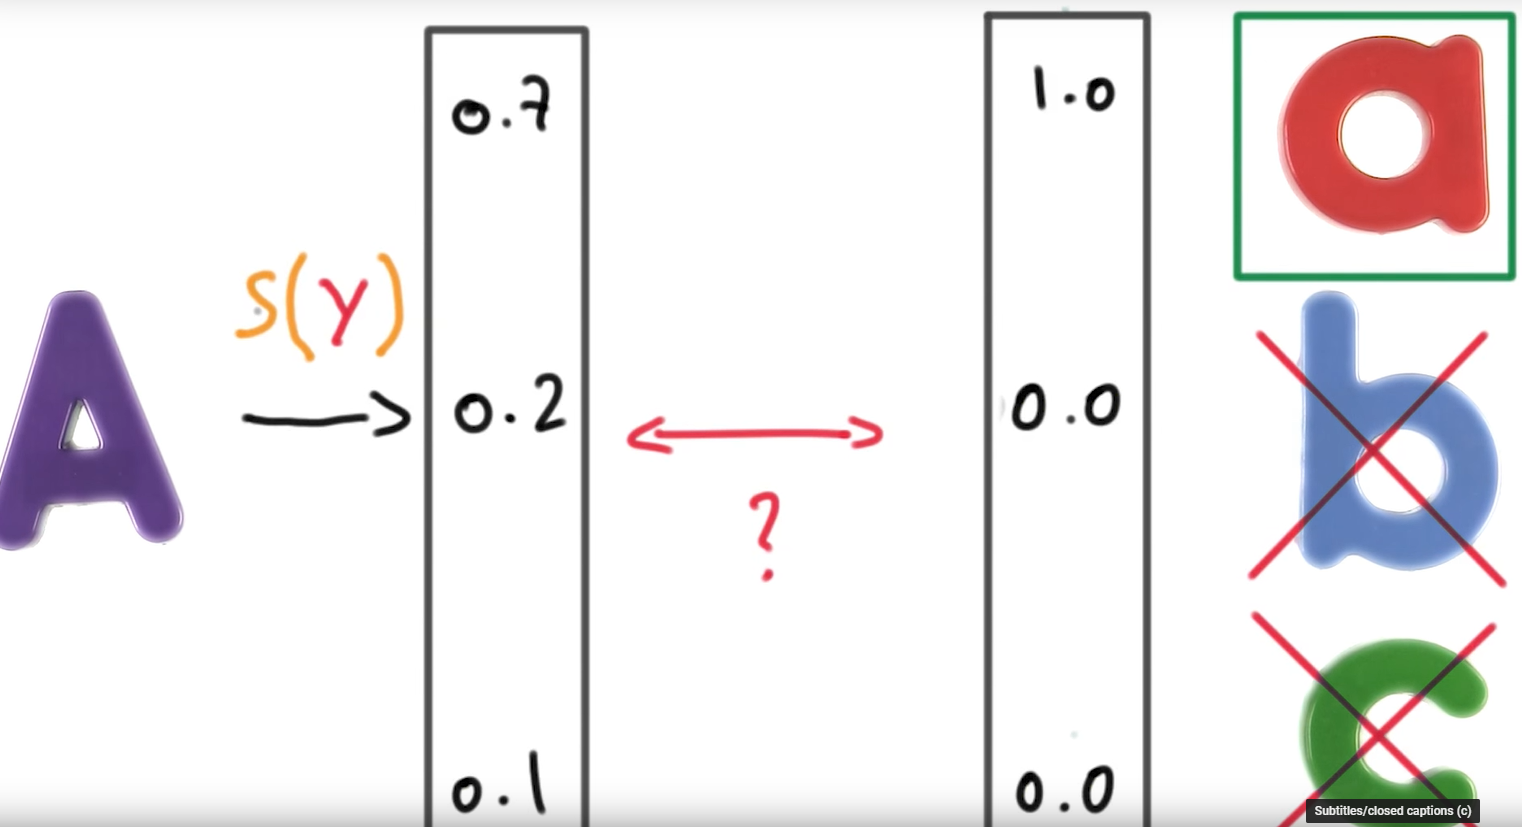 0.7
1.0
a
S(y)
A
0.2
0.0
b
?
0.1
0.0
c
Subtitles/closed captions (c)